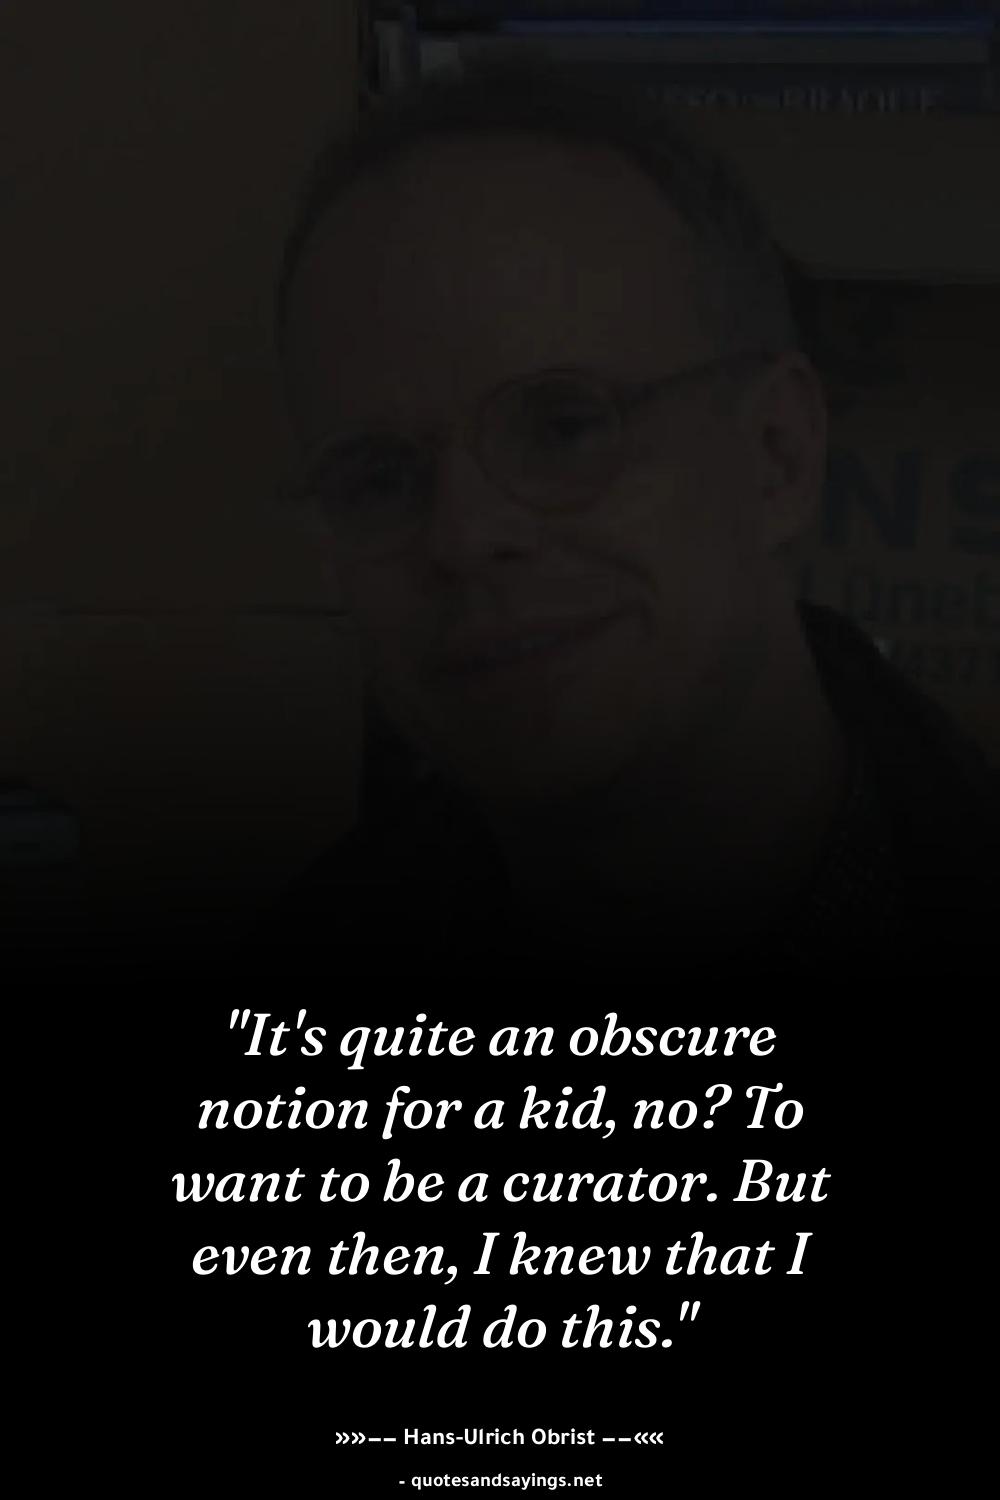 "It's quite an obscure
notion for a kid, no? To
want to be a curator. But
even then, I knew that I
would do this."
»»−− Hans-Ulrich Obrist −−««
- quotesandsayings.net